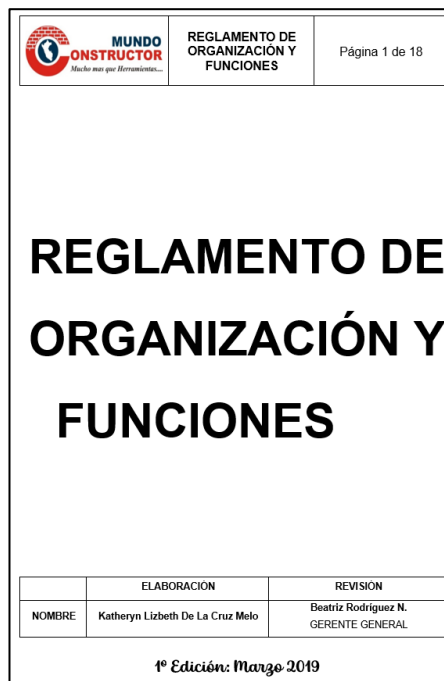 MUNDO
CONSTRUCTOR
Mucho mas que Herramientas....
REGLAMENTO DE
ORGANIZACIÓN Y
FUNCIONES
Página 1 de 18
REGLAMENTO DE
ORGANIZACIÓN Y
FUNCIONES
ELABORACIÓN
REVISIÓN
NOMBRE
Katheryn Lizbeth De La Cruz Melo
Beatriz Rodríguez N.
GERENTE GENERAL
1º Edición: Marzo 2019